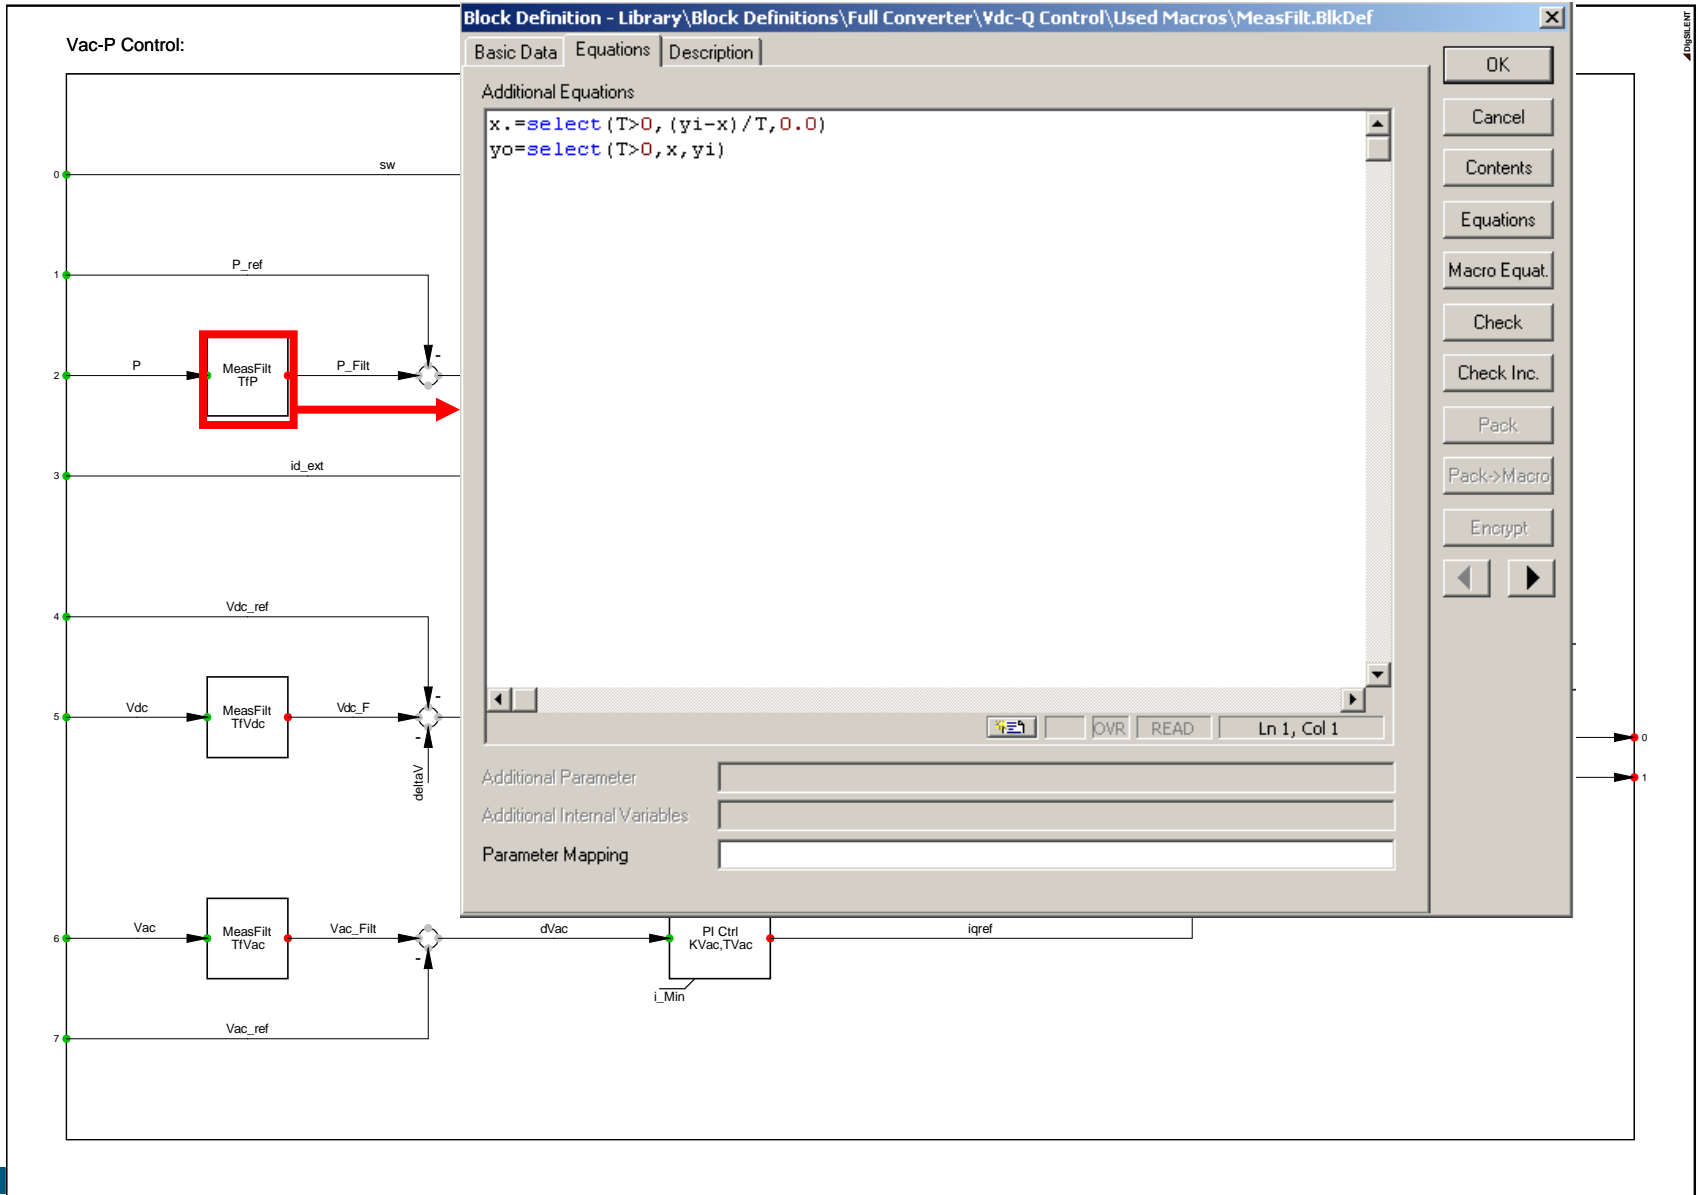 Block Definition - Library\Block Definitions\Full Converter\Vdc-Q Control\Used Macros\MeasFilt.BlkDef
DIgSILENT
Vac-P Control:
Basic Data
Equations
Description
OK
Additional Equations
x.=select(T>0,(yi-x)/T,0.0)
yo=select(T>0,x,yi)
Cancel
Contents
Equations
Macro Equat.
Check
Check Inc.
Pack
Pack->Macro
Encrypt
0
sw
1
P_ref
-
2
P
MeasFilt
TfP
P_Filt
3
id_ext
4
Vdc_ref
-
5
Vdc
MeasFilt
TfVdc
Vdc_F
-
deltaV
OVR
READ
Ln 1, Col 1
0
1
Additional Parameter
Additional Internal Variables
Parameter Mapping
6
Vac
MeasFilt
TfVac
Vac_Filt
-
dVac
PI Ctrl
KVac,TVac
iqref
i_Min
7
Vac_ref